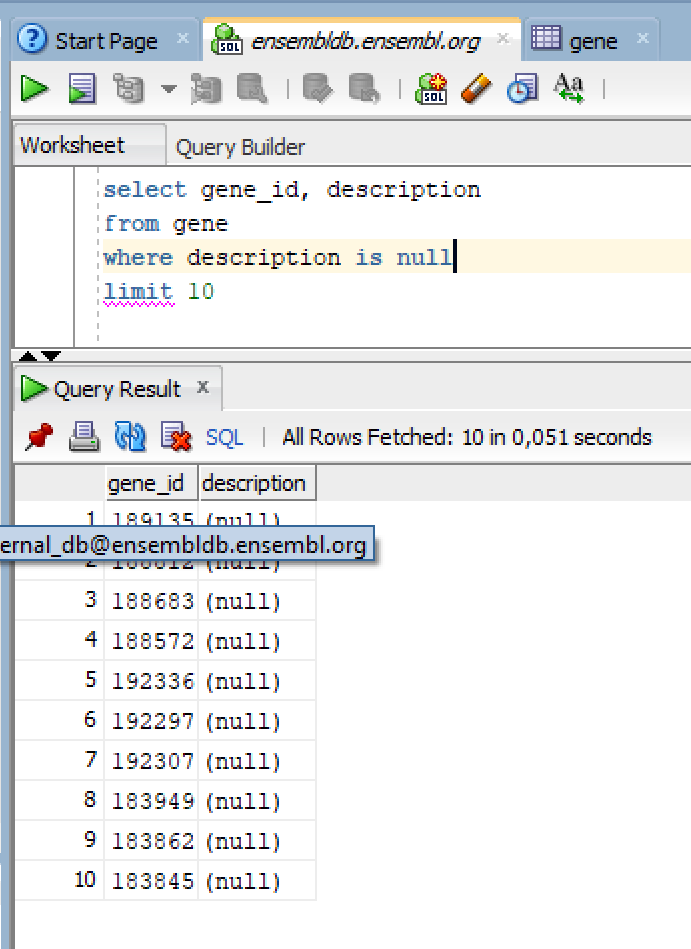 Start Page ensembldb.ensembl.org gene
Worksheet Query Builder
select gene_id, description
from gene
where description is null
limit 10
Query Result
SQL All Rows Fetched: 10 in 0,051 seconds
gene_id description
1 189135 (null)
ernal_db@ensembldb.ensembl.org
2
3 188683 (null)
4 188572 (null)
5 192336 (null)
6 192297 (null)
7 192307 (null)
8 183949 (null)
9 183862 (null)
10 183845 (null)